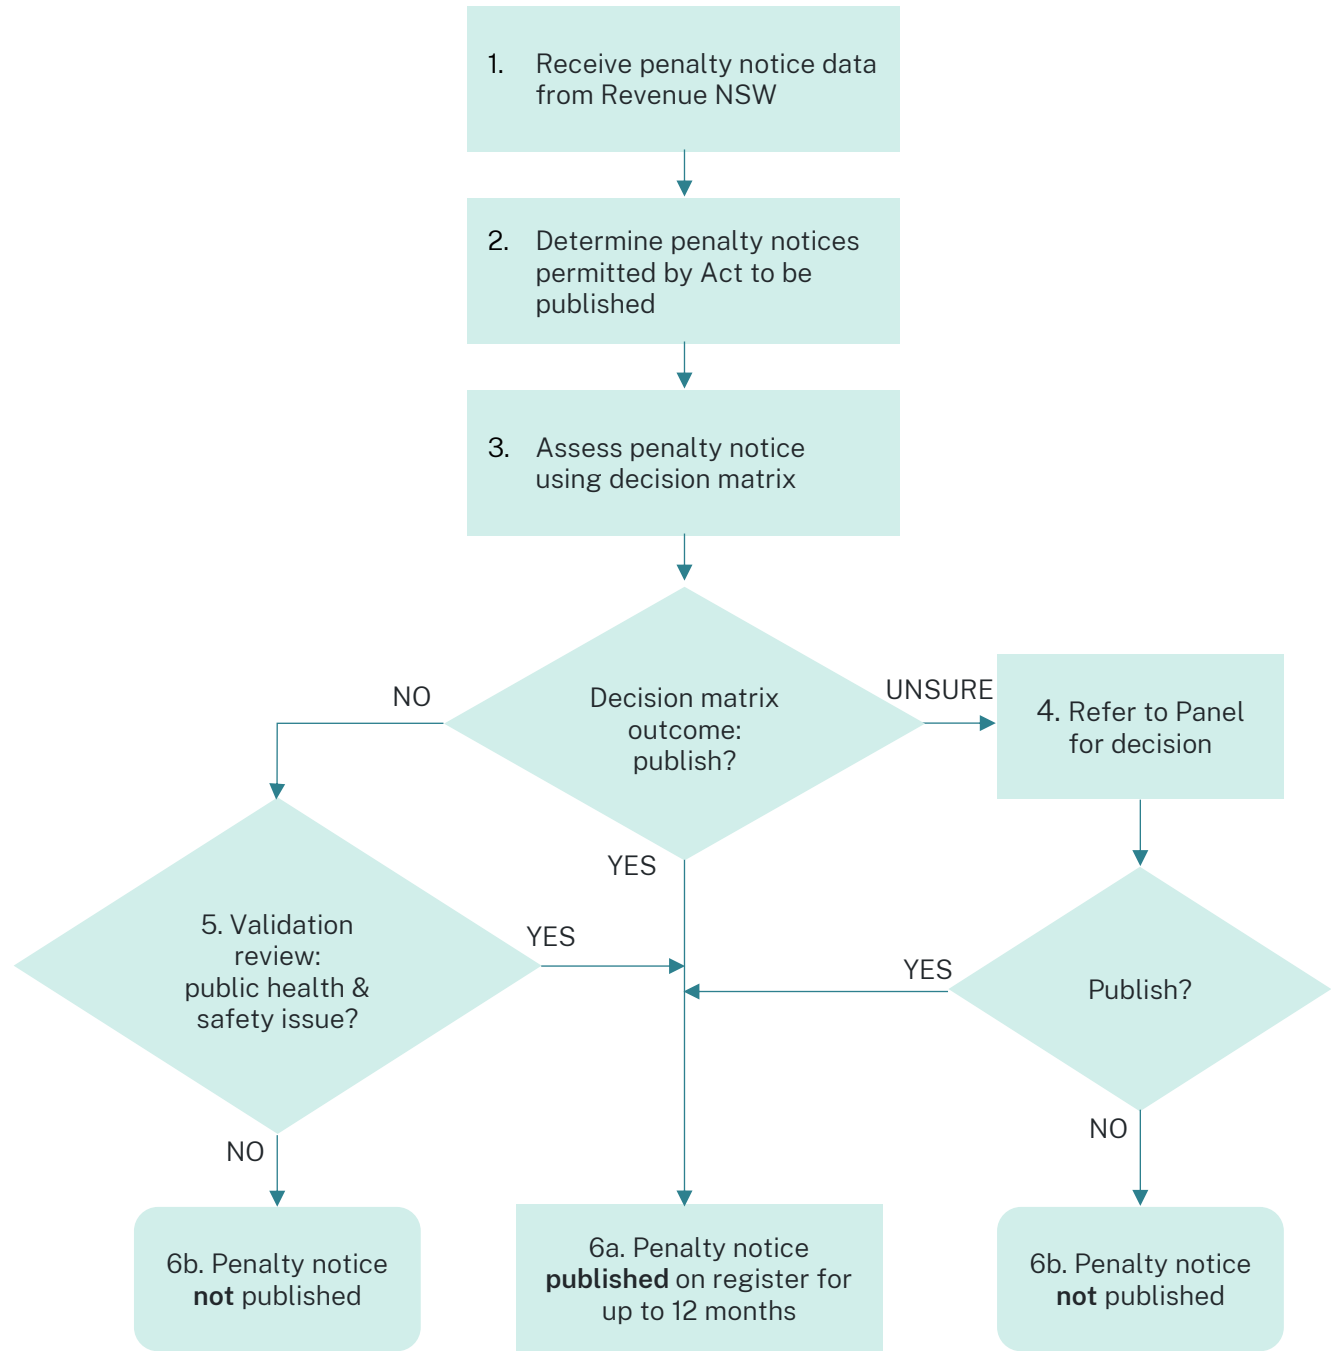 1. Receive penalty notice data
from Revenue NSW
2. Determine penalty notices
permitted by Act to be
published
3. Assess penalty notice
using decision matrix
NO
Decision matrix
outcome:
publish?
UNSURE
4. Refer to Panel
for decision
YES
5. Validation
review:
public health &
safety issue?
YES
YES
Publish?
NO
NO
6b. Penalty notice
not published
6a. Penalty notice
published on register for
up to 12 months
6b. Penalty notice
not published